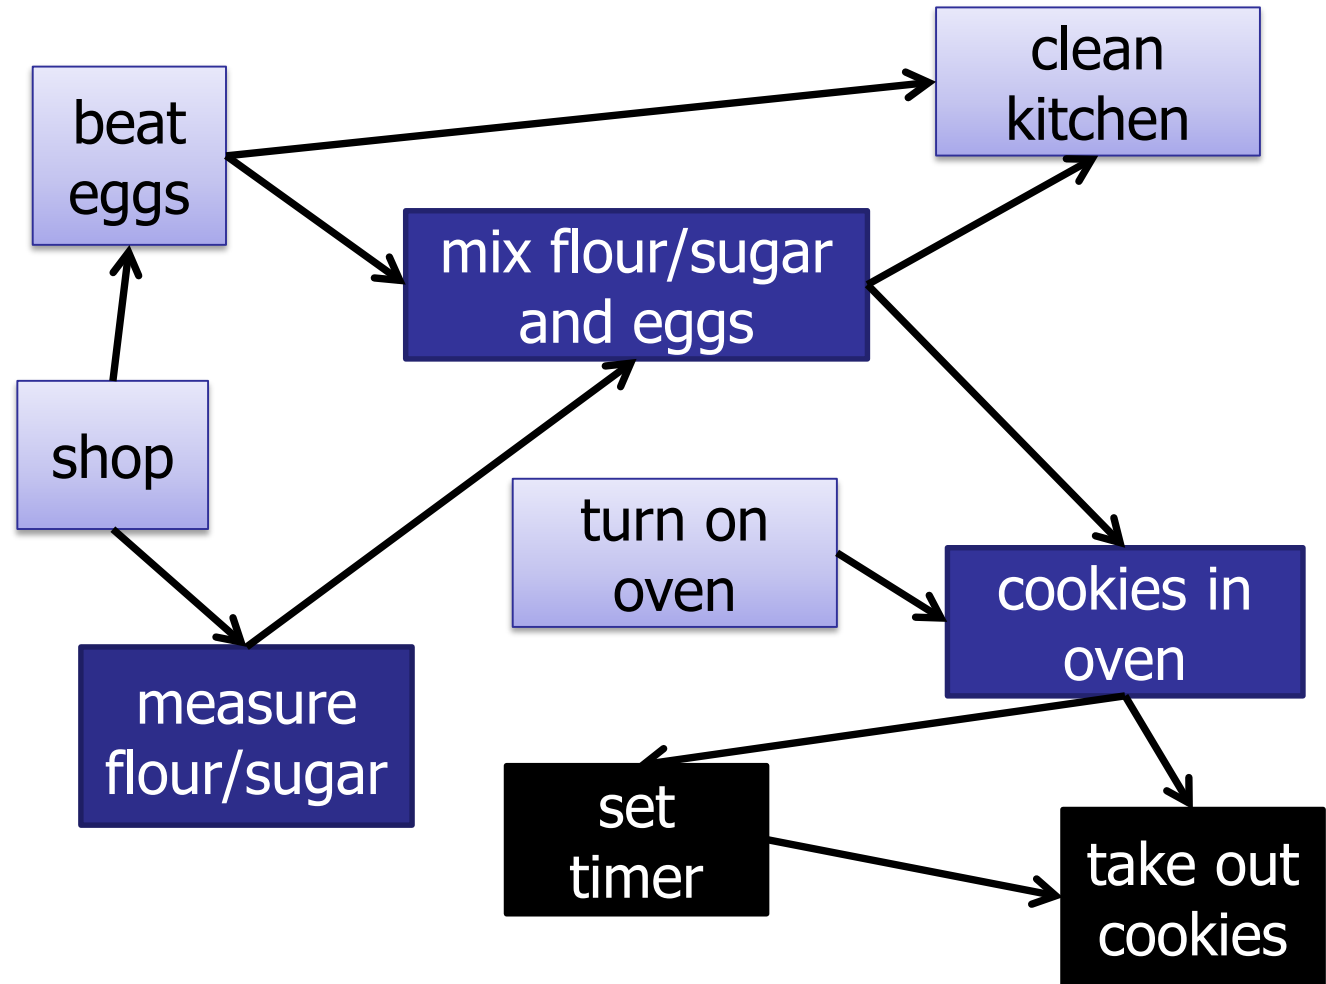 beat
eggs
clean
kitchen
mix flour/sugar
and eggs
shop
turn on
oven
cookies in
oven
measure
flour/sugar
set
timer
take out
cookies